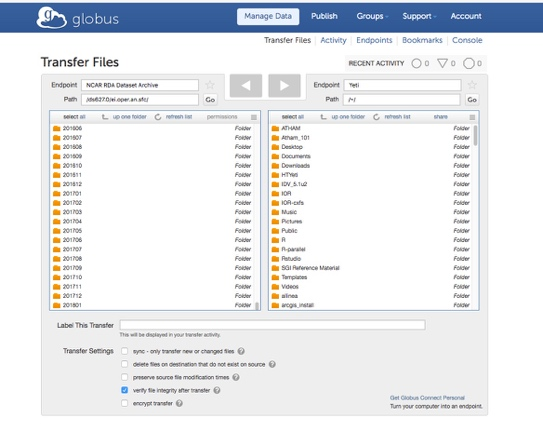 globus
Manage Data Publish Groups Support Account
Transfer Files Activity Endpoints Bookmarks Console
Transfer Files
RECENT ACTIVITY 0 0 0
Endpoint NCAR RDA Dataset Archive
Path /ds627.0/ei.oper.an.sfc/ Go
Endpoint Yeti
Path /~/ Go
select all up one folder refresh list permissions
201606 Folder
201607 Folder
201608 Folder
201609 Folder
201610 Folder
201611 Folder
201612 Folder
201701 Folder
201702 Folder
201703 Folder
201704 Folder
201705 Folder
201706 Folder
201707 Folder
201708 Folder
201709 Folder
201710 Folder
201711 Folder
201712 Folder
201801 Folder
select all up one folder refresh list share
ATHAM Folder
Atham_101 Folder
Desktop Folder
Documents Folder
Downloads Folder
HTYeti Folder
IDV_5.1u2 Folder
IOR Folder
IOR-cxfs Folder
Music Folder
Pictures Folder
Public Folder
R Folder
R-parallel Folder
Rstudio Folder
SGI Reference Material Folder
Templates Folder
Videos Folder
allinea Folder
arcgis_install Folder
Label This Transfer
This will be displayed in your transfer activity.
Transfer Settings
sync - only transfer new or changed files
delete files on destination that do not exist on source
preserve source file modification times
verify file integrity after transfer
encrypt transfer
Get Globus Connect Personal
Turn your computer into an endpoint.